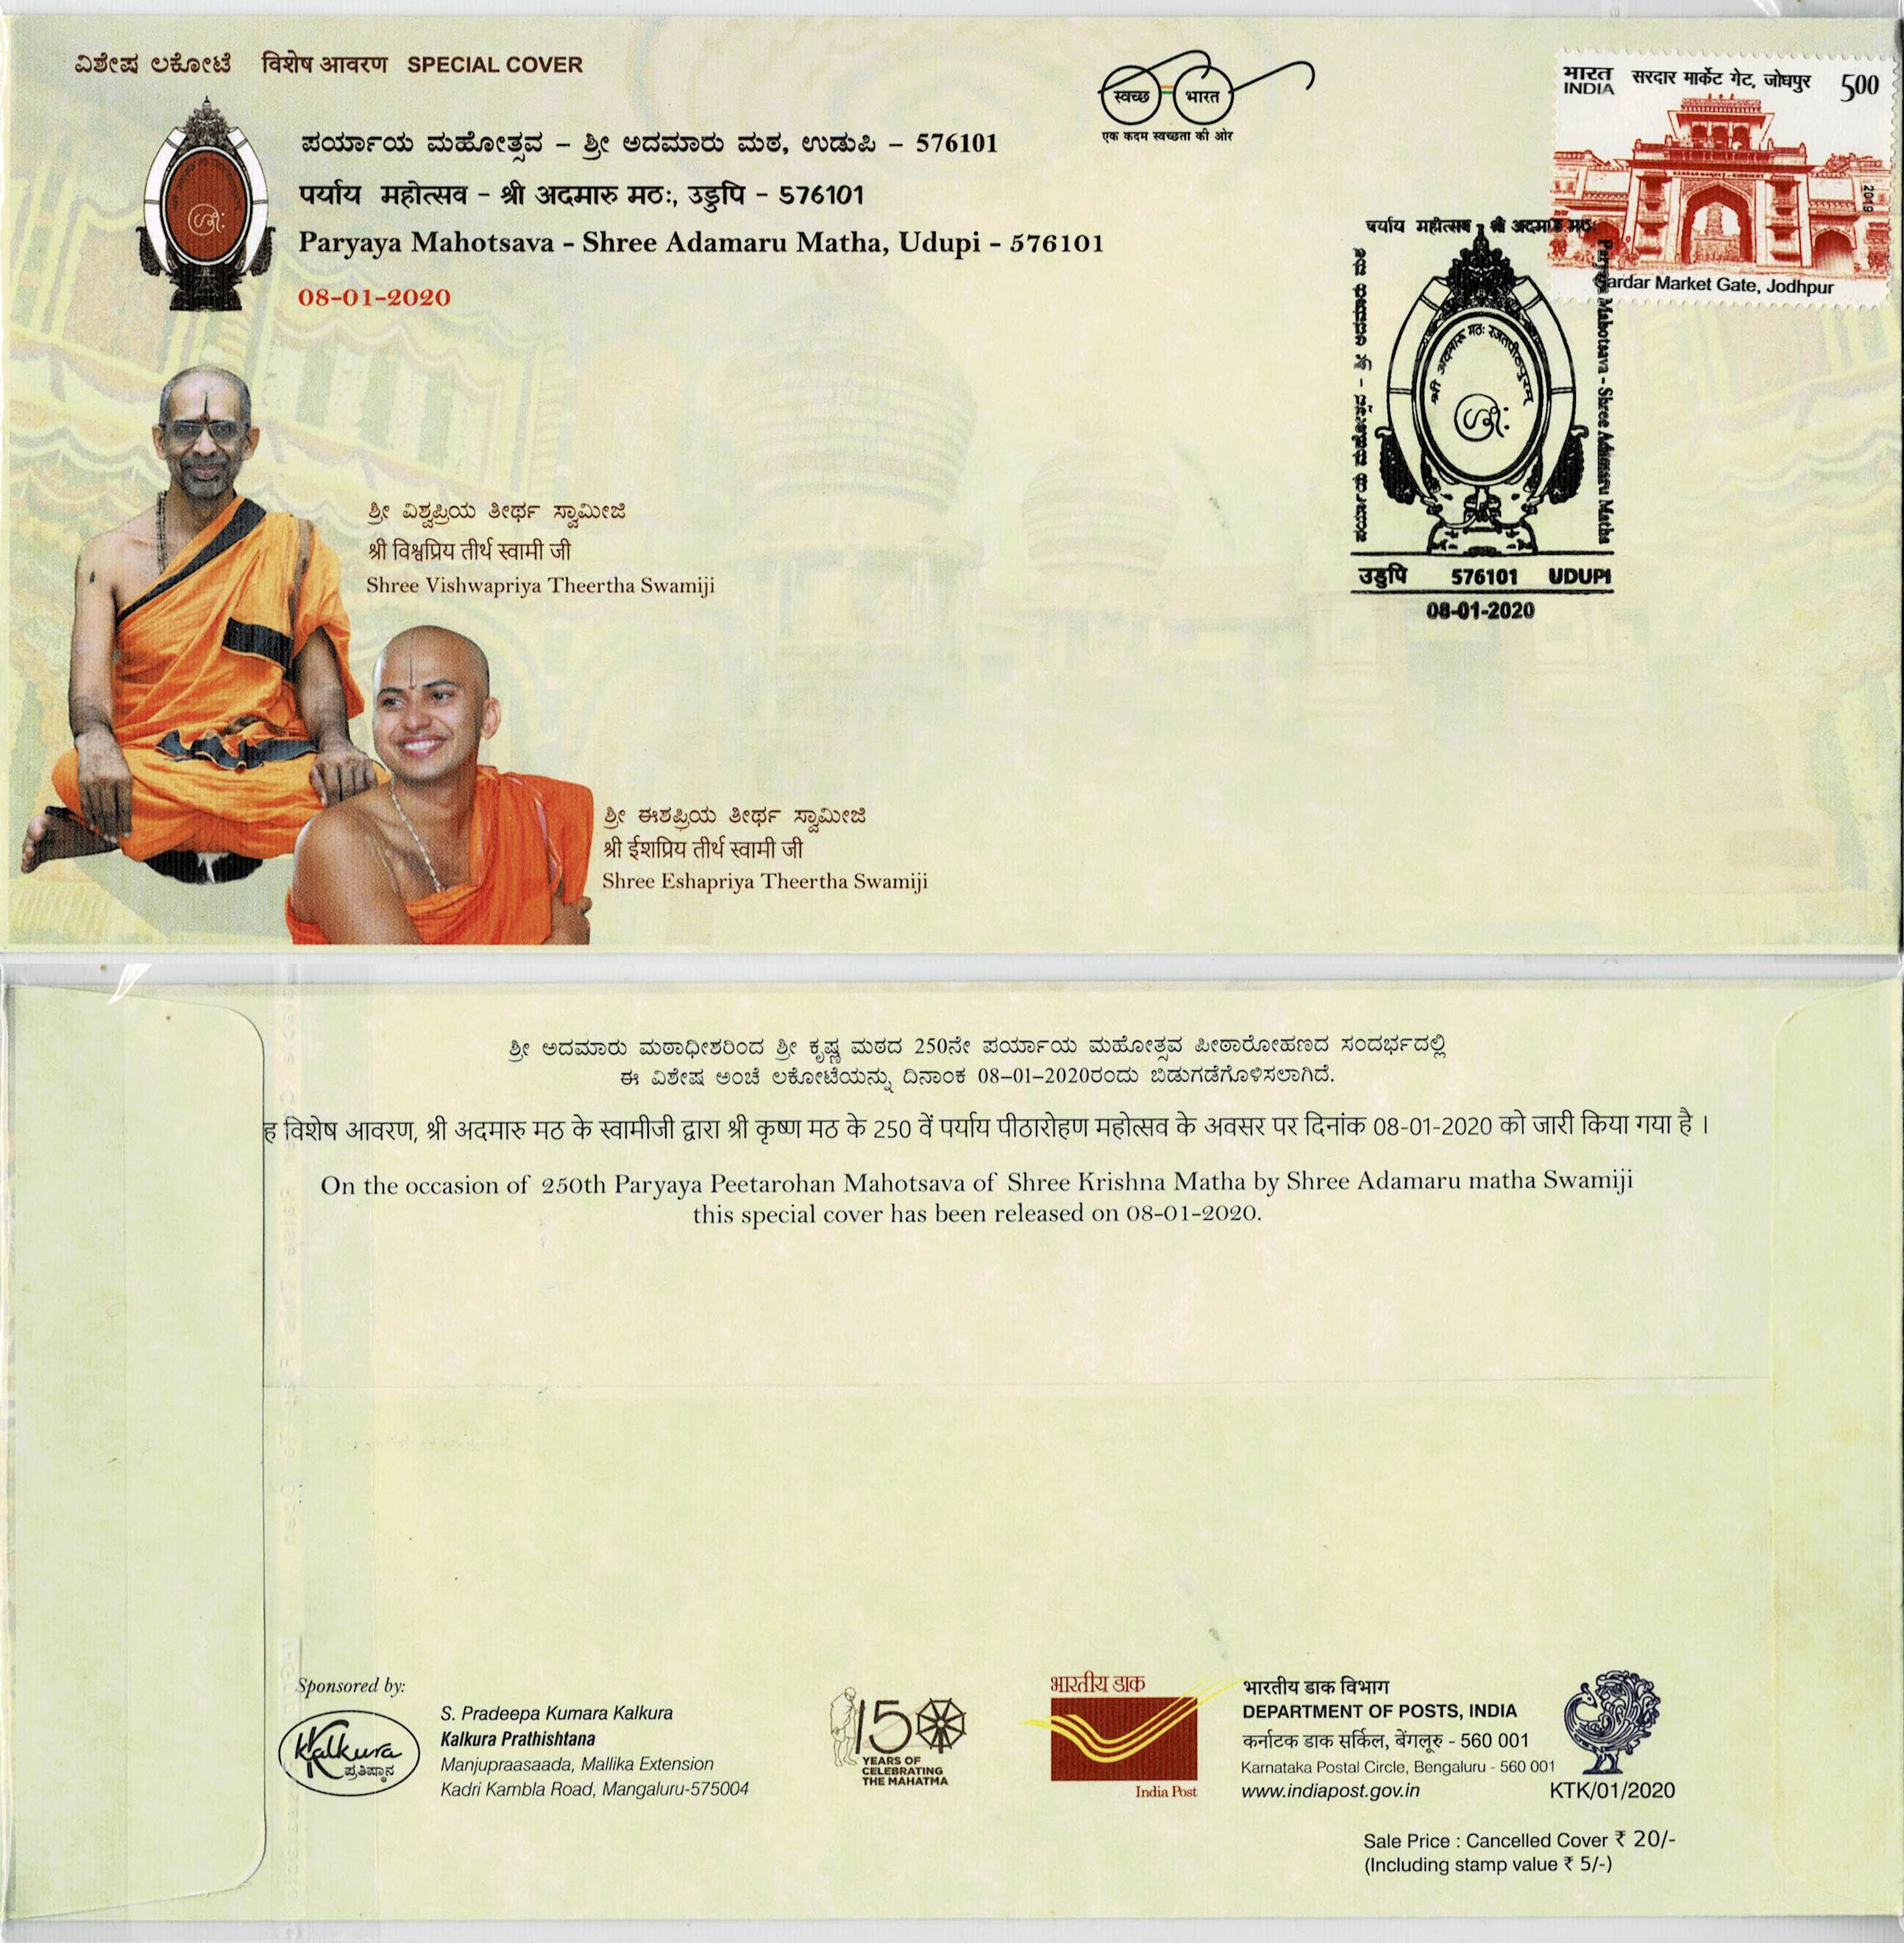 ವಿಶೇಷ ಲಕೋಟೆ विशेष आवरण SPECIAL COVER
ಪರ್ಯಾಯ ಮಹೋತ್ಸವ – ಶ್ರೀ ಅದಮಾರು ಮಠ, ಉಡುಪಿ – 576101
पर्याय महोत्सव - श्री अदमारु मठः, उडुपि - 576101
Paryaya Mahotsava - Shree Adamaru Matha, Udupi - 576101
08-01-2020
स्वच्छ भारत
एक कदम स्वच्छता की ओर
भारत सरदार मार्केट गेट, जोधपुर 500
INDIA
2019
Sardar Market Gate, Jodhpur
पर्याय महोत्सव - श्री अदमारु मठः
ಪರ್ಯಾಯ ಮಹೋತ್ಸವ - ಶ್ರೀ ಅದಮಾರು ಮಠ
Paryaya Mahotsava - Shree Adamaru Matha
श्री अदमारू मठः रजतपीठपुरम्
उडुपि 576101 UDUPI
08-01-2020
ಶ್ರೀ ವಿಶ್ವಪ್ರಿಯ ತೀರ್ಥ ಸ್ವಾಮೀಜಿ
श्री विश्वप्रिय तीर्थ स्वामी जी
Shree Vishwapriya Theertha Swamiji
ಶ್ರೀ ಈಶಪ್ರಿಯ ತೀರ್ಥ ಸ್ವಾಮೀಜಿ
श्री ईशप्रिय तीर्थ स्वामी जी
Shree Eshapriya Theertha Swamiji
ಶ್ರೀ ಅದಮಾರು ಮಠಾಧೀಶರಿಂದ ಶ್ರೀ ಕೃಷ್ಣ ಮಠದ 250ನೇ ಪರ್ಯಾಯ ಮಹೋತ್ಸವ ಪೀಠಾರೋಹಣದ ಸಂದರ್ಭದಲ್ಲಿ
ಈ ವಿಶೇಷ ಅಂಚೆ ಲಕೋಟೆಯನ್ನು ದಿನಾಂಕ 08–01–2020ರಂದು ಬಿಡುಗಡೆಗೊಳಿಸಲಾಗಿದೆ.
ह विशेष आवरण, श्री अदमारु मठ के स्वामीजी द्वारा श्री कृष्ण मठ के 250 वें पर्याय पीठारोहण महोत्सव के अवसर पर दिनांक 08-01-2020 को जारी किया गया है ।
On the occasion of 250th Paryaya Peetarohan Mahotsava of Shree Krishna Matha by Shree Adamaru matha Swamiji
this special cover has been released on 08-01-2020.
Sponsored by:
Kalkura
ಪ್ರತಿಷ್ಠಾನ
S. Pradeepa Kumara Kalkura
Kalkura Prathishtana
Manjupraasaada, Mallika Extension
Kadri Kambla Road, Mangaluru-575004
150
YEARS OF
CELEBRATING
THE MAHATMA
भारतीय डाक
India Post
भारतीय डाक विभाग
DEPARTMENT OF POSTS, INDIA
कर्नाटक डाक सर्किल, बेंगलूरु - 560 001
Karnataka Postal Circle, Bengaluru - 560 001
www.indiapost.gov.in
KTK/01/2020
Sale Price : Cancelled Cover ₹ 20/-
(Including stamp value ₹ 5/-)